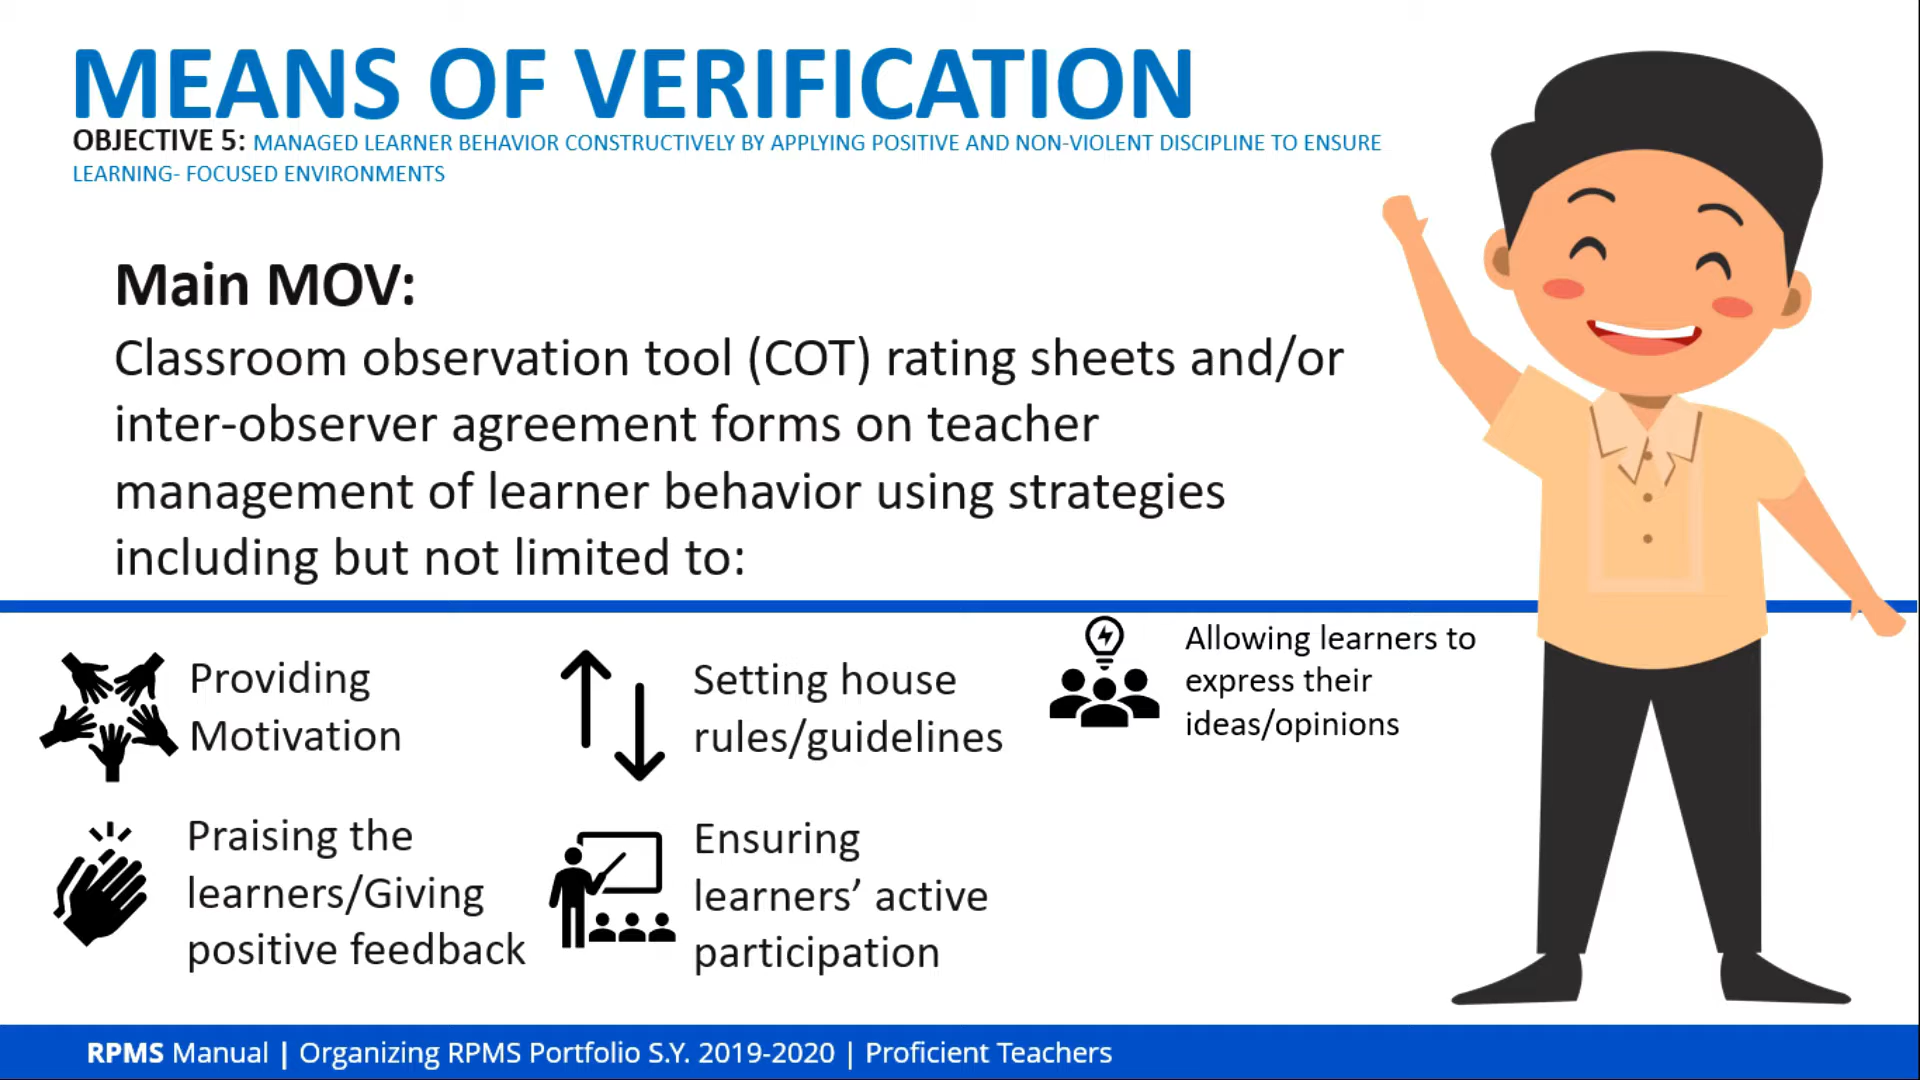 MEANS OF VERIFICATION
OBJECTIVE 5: MANAGED LEARNER BEHAVIOR CONSTRUCTIVELY BY APPLYING POSITIVE AND NON-VIOLENT DISCIPLINE TO ENSURE
LEARNING- FOCUSED ENVIRONMENTS
Main MOV:
Classroom observation tool (COT) rating sheets and/or
inter-observer agreement forms on teacher
management of learner behavior using strategies
including but not limited to:
Providing
Motivation
Setting house
rules/guidelines
Allowing learners to
express their
ideas/opinions
Praising the
learners/Giving
positive feedback
Ensuring
learners’ active
participation
RPMS Manual | Organizing RPMS Portfolio S.Y. 2019-2020 | Proficient Teachers